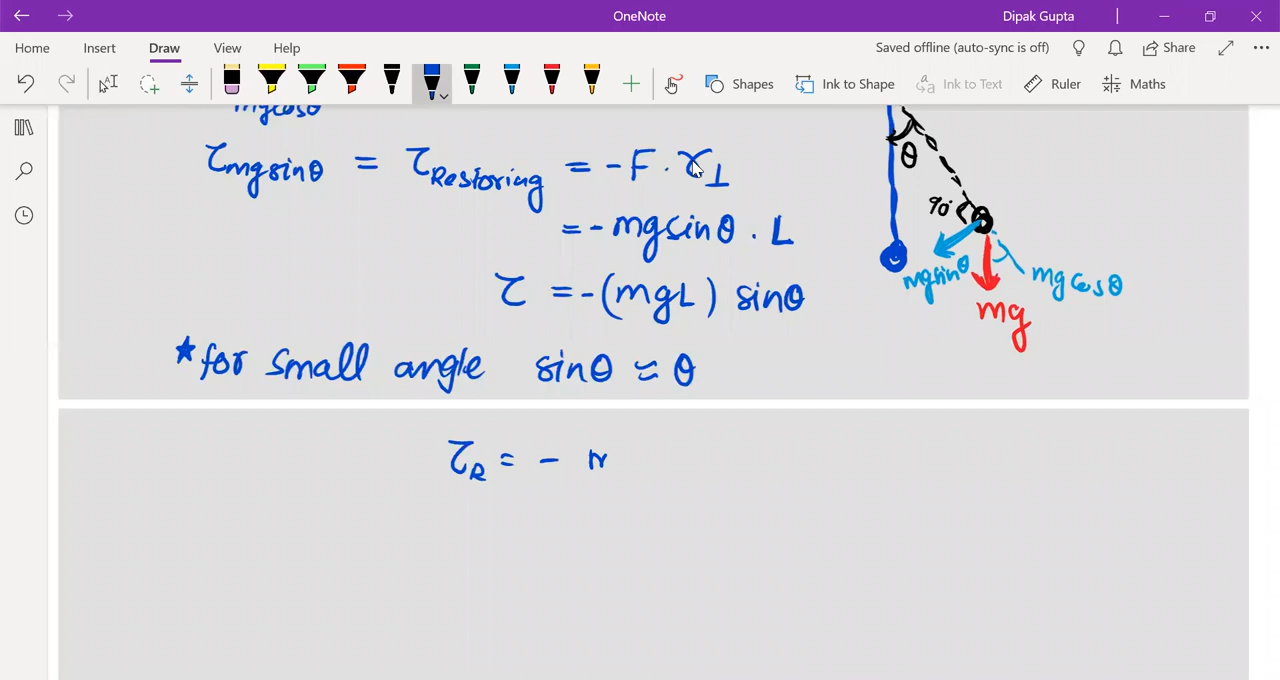 OneNote
Dipak Gupta
Home Insert Draw View Help
Saved offline (auto-sync is off) Share
Shapes Ink to Shape Ink to Text Ruler Maths
mgcosθ
τmgsinθ = τRestoring = -F · r⊥
= - mgsinθ · L
τ = -(mgL) sinθ
★for small angle sinθ ≈ θ
θ
90°
mgsinθ
mgcosθ
mg
τR = - m